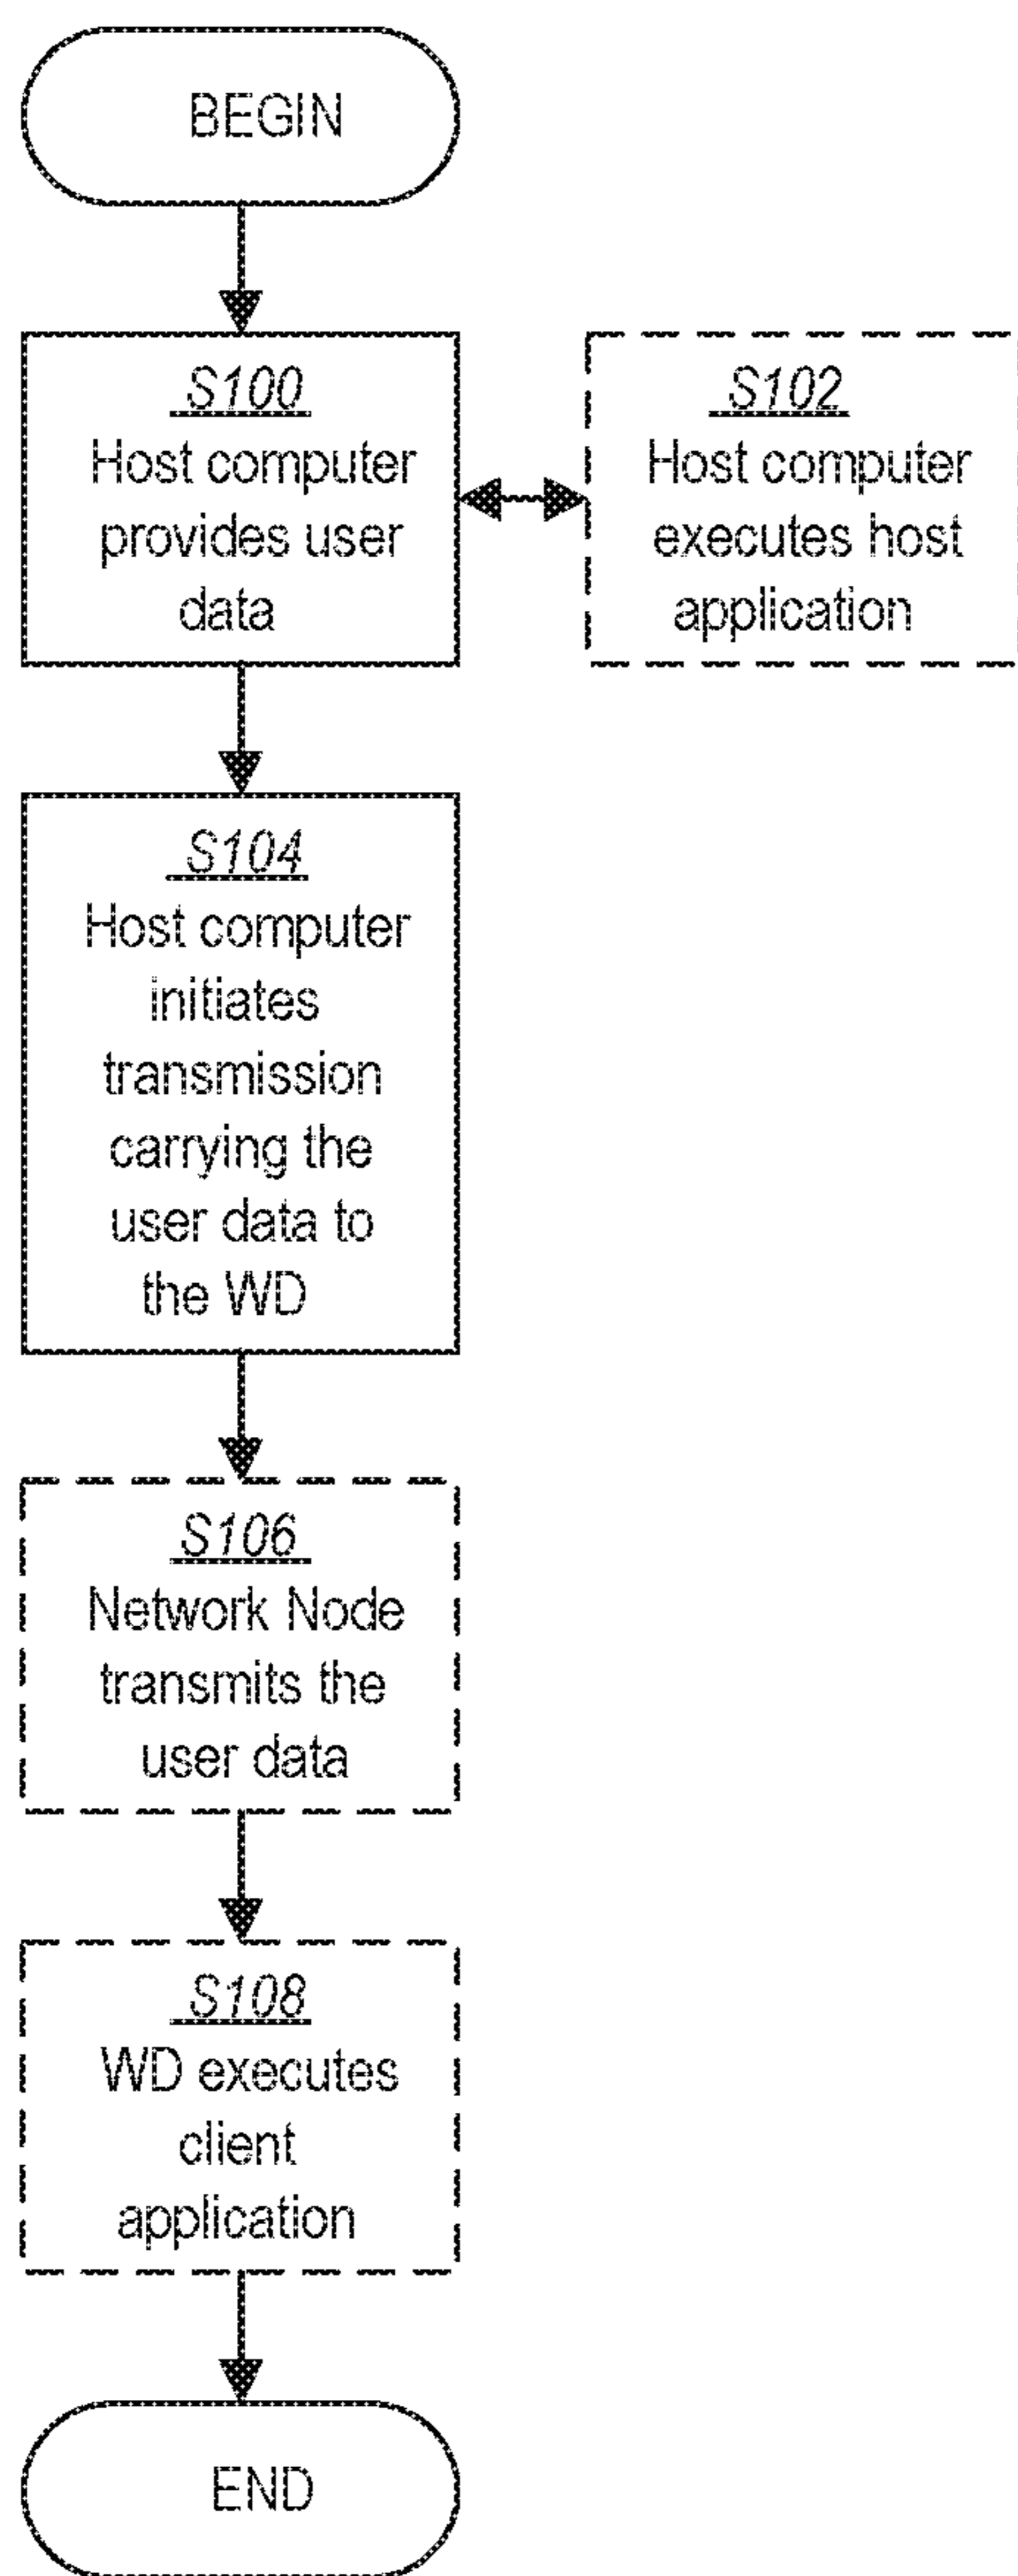 BEGIN
S100
Host computer
provides user
data
S102
Host computer
executes host
application
S104
Host computer
initiates
transmission
carrying the
user data to
the WD
S106
Network Node
transmits the
user data
S108
WD executes
client
application
END